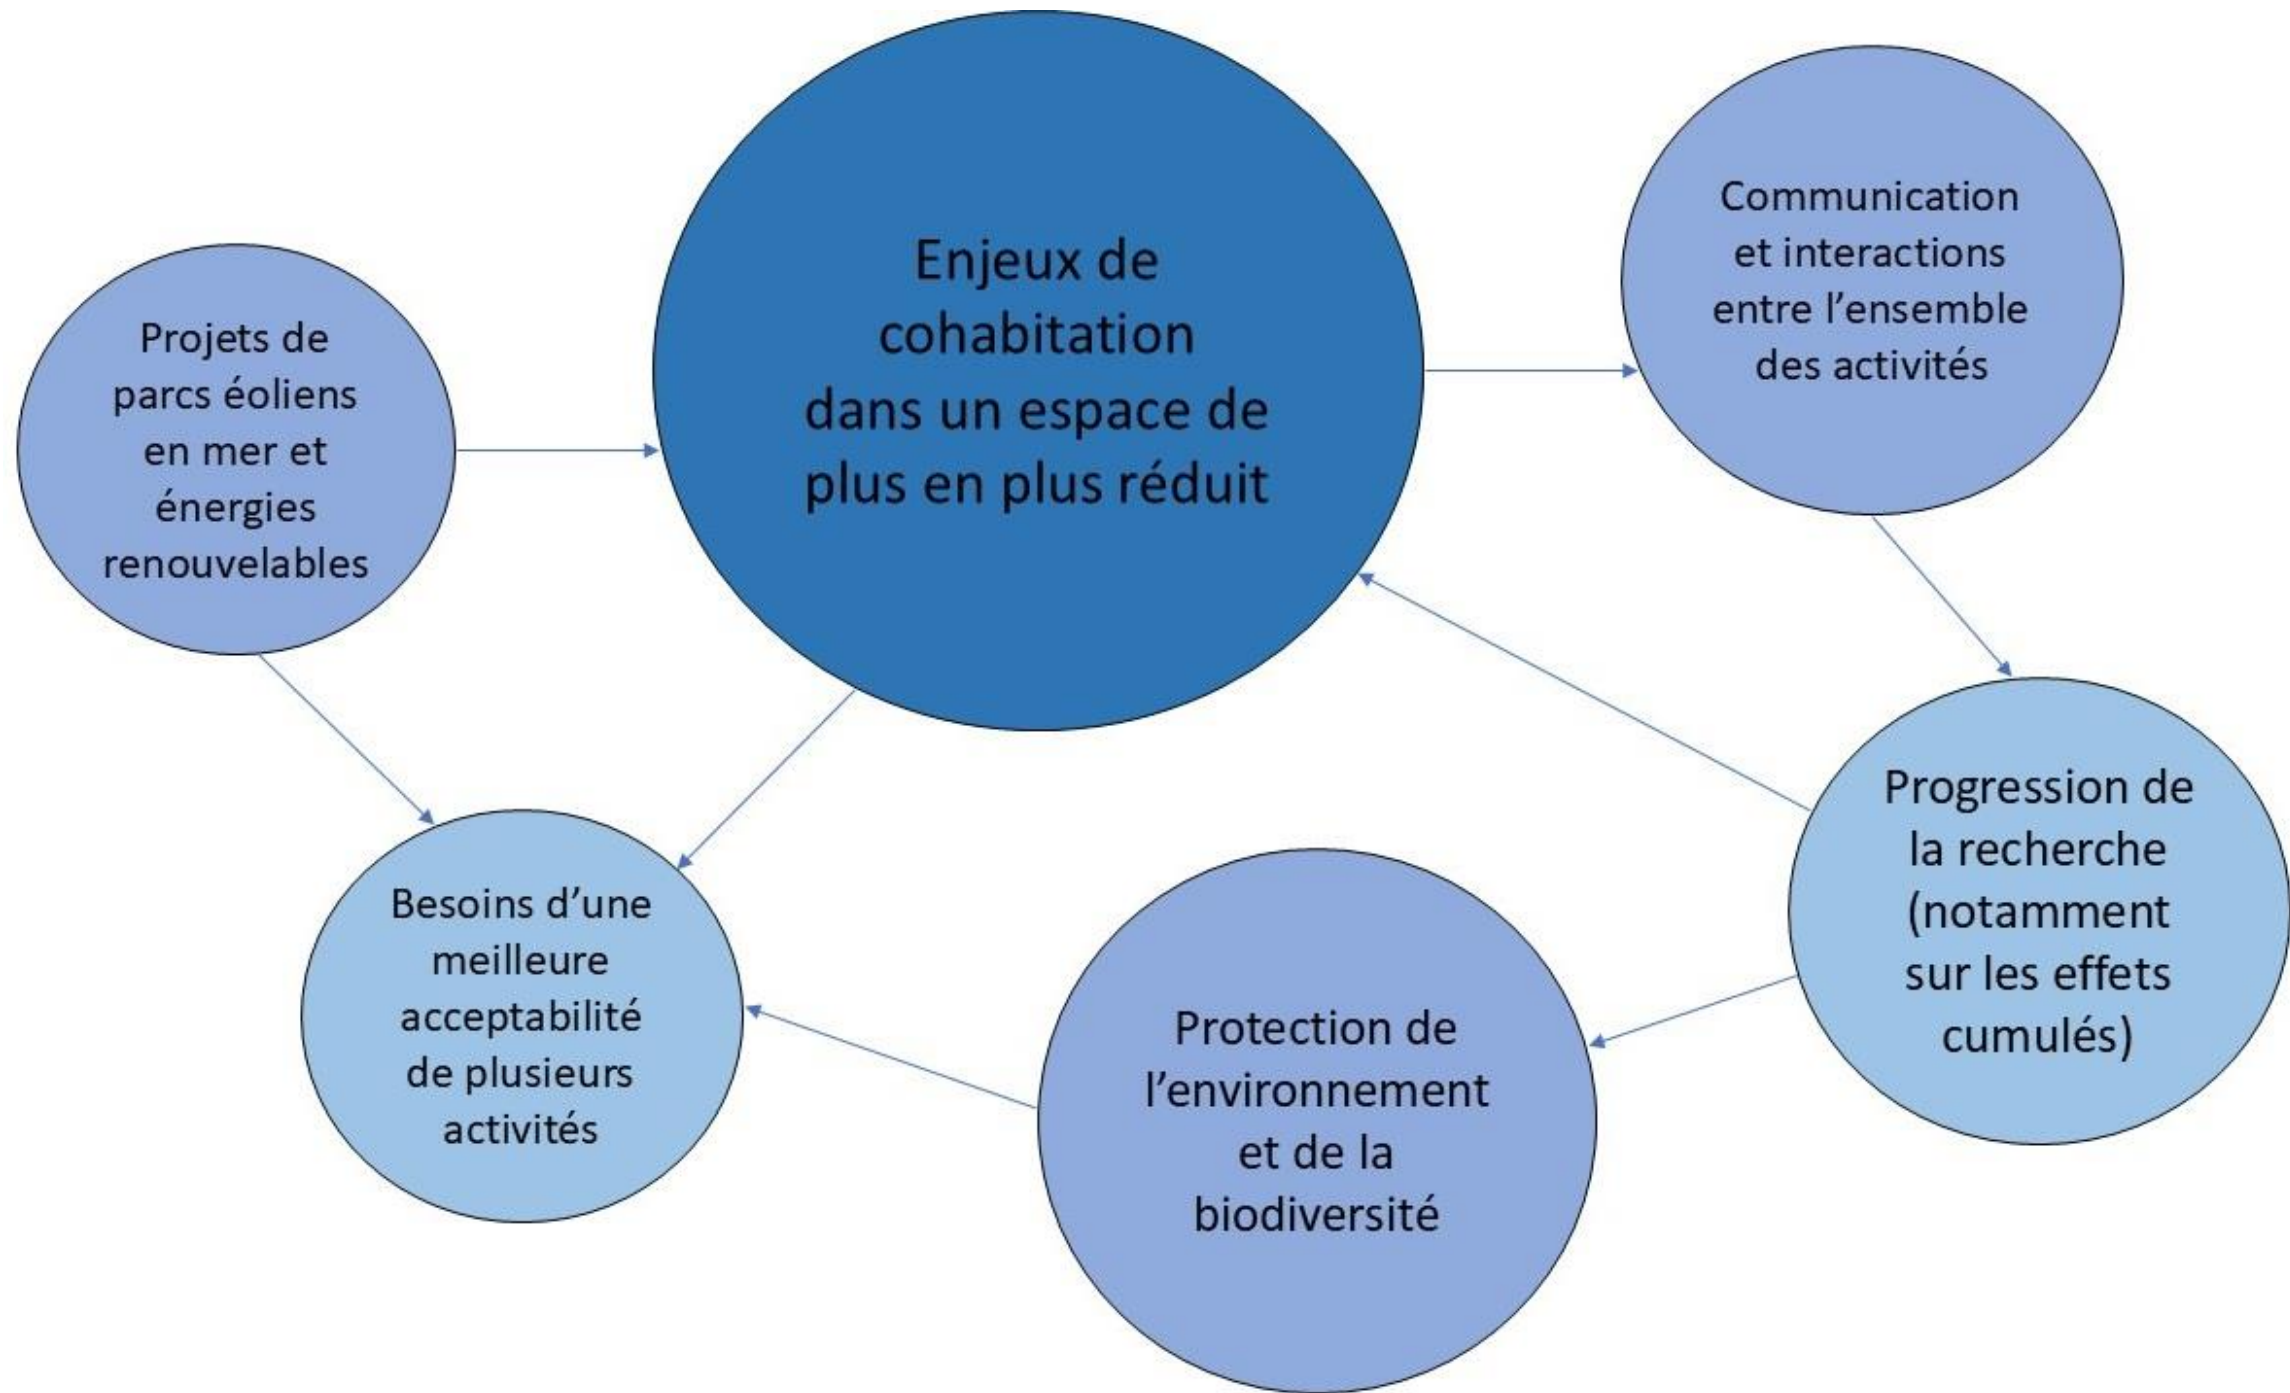 Enjeux de
cohabitation
dans un espace de
plus en plus réduit
Communication
et interactions
entre l’ensemble
des activités
Projets de
parcs éoliens
en mer et
énergies
renouvelables
Progression de
la recherche
(notamment
sur les effets
cumulés)
Besoins d’une
meilleure
acceptabilité
de plusieurs
activités
Protection de
l’environnement
et de la
biodiversité